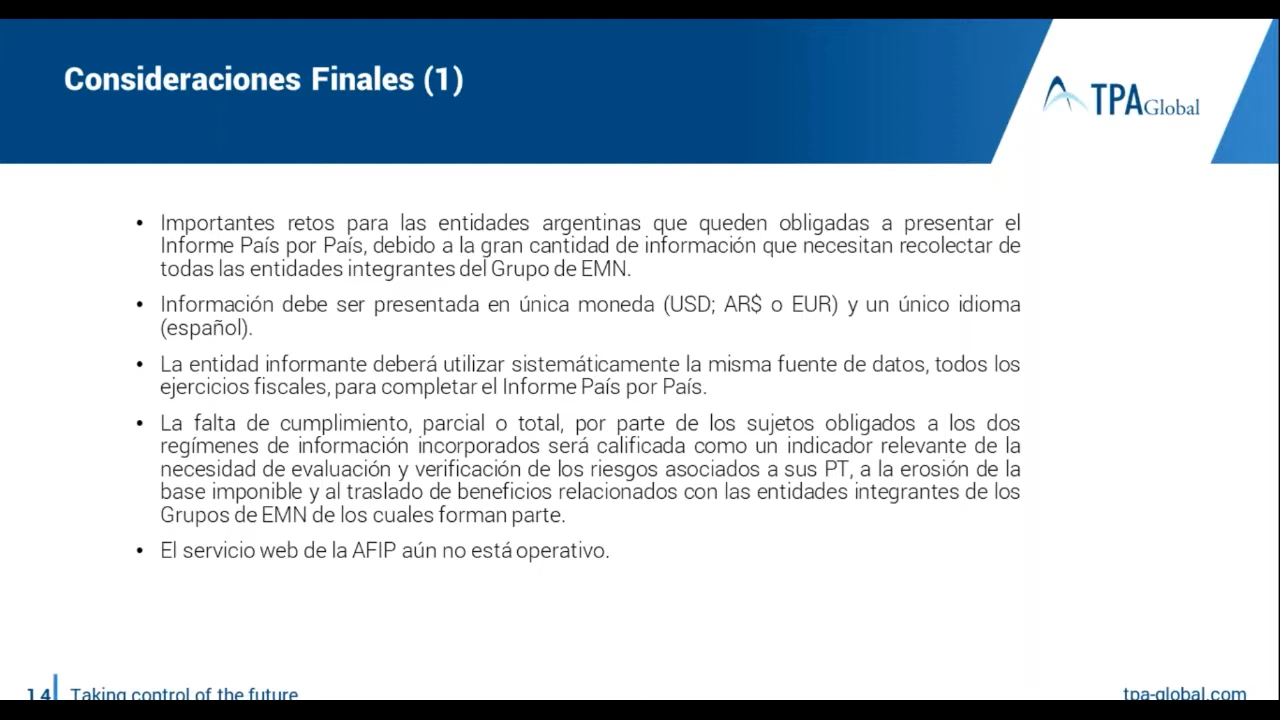 Consideraciones Finales (1)
TPA Global
• Importantes retos para las entidades argentinas que queden obligadas a presentar el
Informe País por País, debido a la gran cantidad de información que necesitan recolectar de
todas las entidades integrantes del Grupo de EMN.
• Información debe ser presentada en única moneda (USD; AR$ o EUR) y un único idioma
(español).
• La entidad informante deberá utilizar sistemáticamente la misma fuente de datos, todos los
ejercicios fiscales, para completar el Informe País por País.
• La falta de cumplimiento, parcial o total, por parte de los sujetos obligados a los dos
regímenes de información incorporados será calificada como un indicador relevante de la
necesidad de evaluación y verificación de los riesgos asociados a sus PT, a la erosión de la
base imponible y al traslado de beneficios relacionados con las entidades integrantes de los
Grupos de EMN de los cuales forman parte.
• El servicio web de la AFIP aún no está operativo.
14 Taking control of the future
tpa-global.com